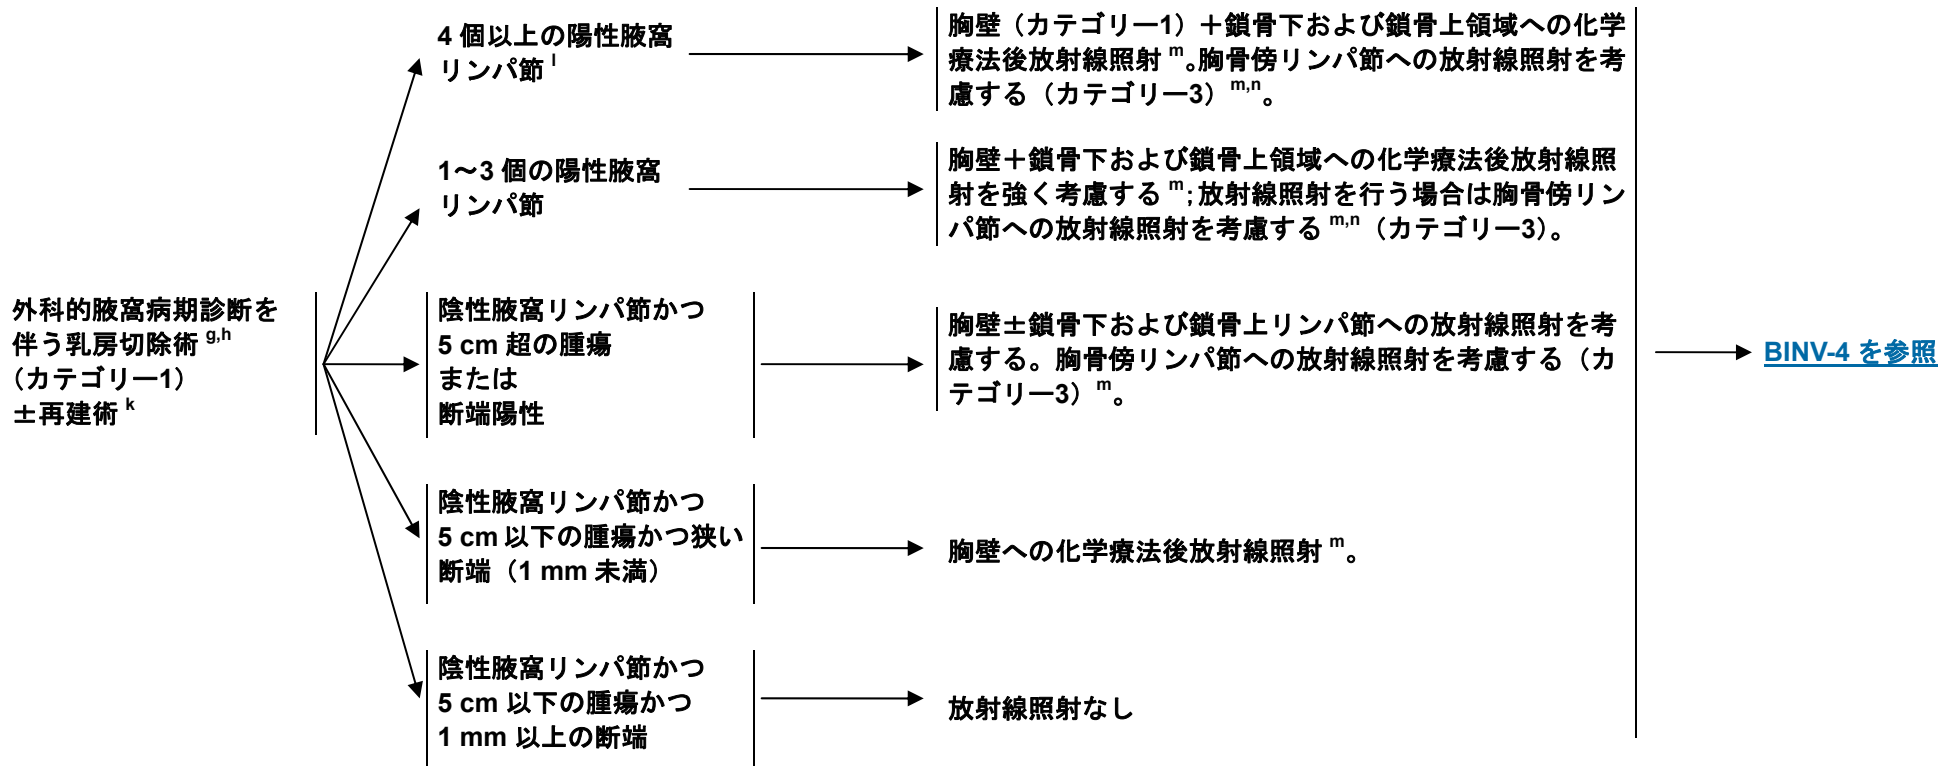 外科的腋窩病期診断を
伴う乳房切除術 g,h
（カテゴリー1）
±再建術 k
4 個以上の陽性腋窩
リンパ節 l
胸壁（カテゴリー1）＋鎖骨下および鎖骨上領域への化学
療法後放射線照射 m。胸骨傍リンパ節への放射線照射を考
慮する（カテゴリー3）m,n。
1～3 個の陽性腋窩
リンパ節
胸壁＋鎖骨下および鎖骨上領域への化学療法後放射線照
射を強く考慮する m;放射線照射を行う場合は胸骨傍リン
パ節への放射線照射を考慮する m,n（カテゴリー3）。
陰性腋窩リンパ節かつ
5 cm 超の腫瘍
または
断端陽性
胸壁±鎖骨下および鎖骨上リンパ節への放射線照射を考
慮する。胸骨傍リンパ節への放射線照射を考慮する（カ
テゴリー3）m。
陰性腋窩リンパ節かつ
5 cm 以下の腫瘍かつ狭い
断端（1 mm 未満）
胸壁への化学療法後放射線照射 m。
陰性腋窩リンパ節かつ
5 cm 以下の腫瘍かつ
1 mm 以上の断端
放射線照射なし
BINV-4 を参照